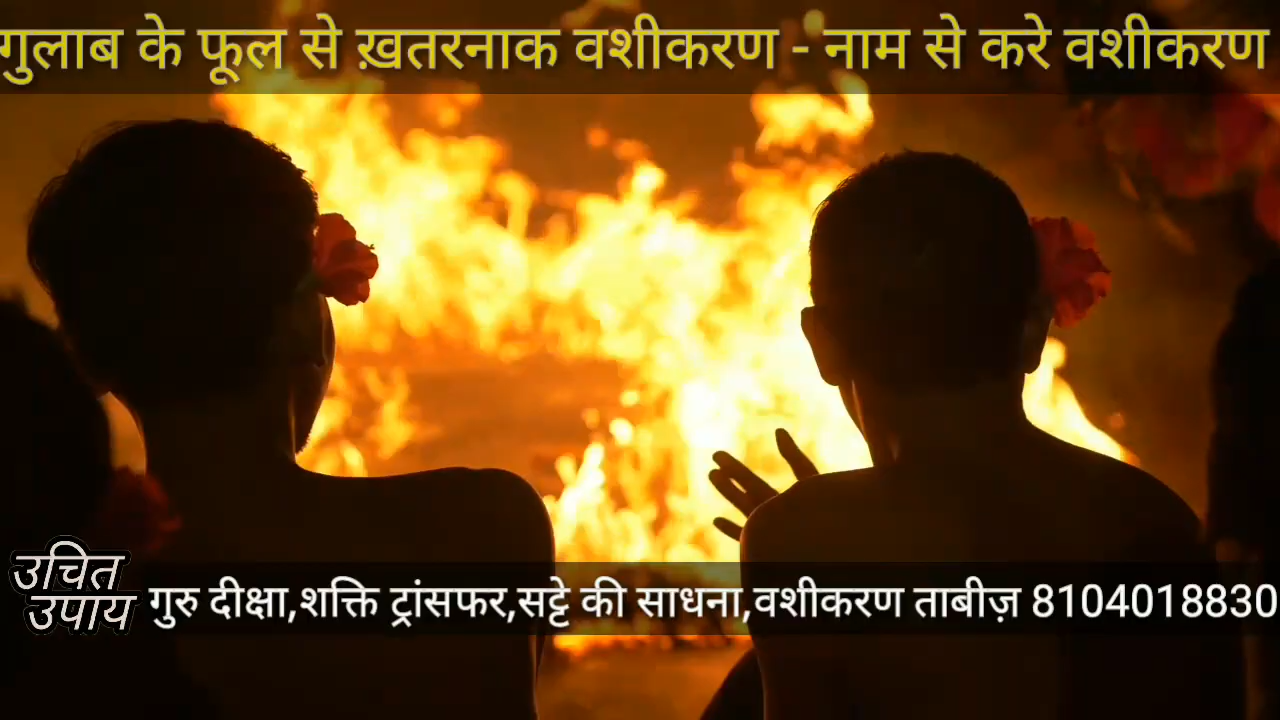 गुलाब के फूल से ख़तरनाक वशीकरण - नाम से करे वशीकरण
उचित
उपाय
गुरु दीक्षा,शक्ति ट्रांसफर,सट्टे की साधना,वशीकरण ताबीज़ 8104018830